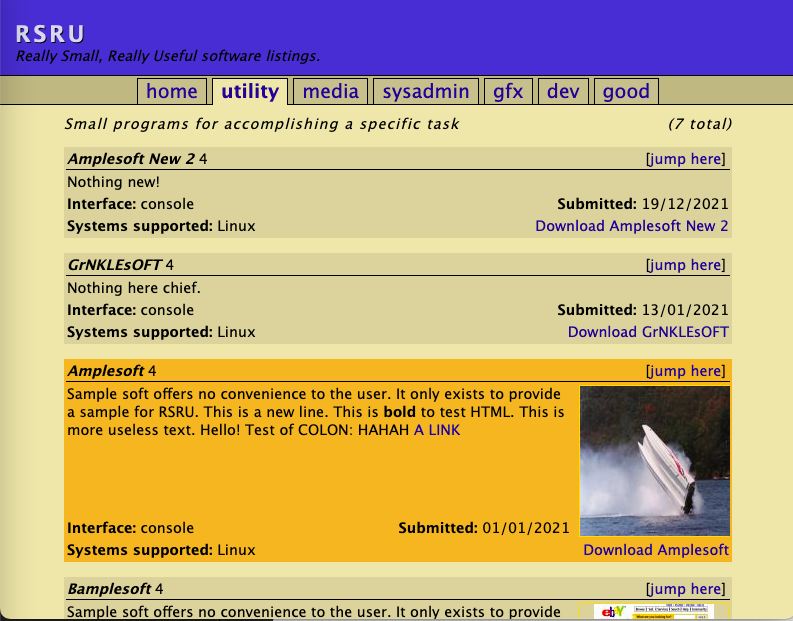 RSRU
Really Small, Really Useful software listings.
home utility media sysadmin gfx dev good
Small programs for accomplishing a specific task (7 total)
Amplesoft New 2 4 [jump here]
Nothing new!
Interface: console Submitted: 19/12/2021
Systems supported: Linux Download Amplesoft New 2
GrNKLEsOFT 4 [jump here]
Nothing here chief.
Interface: console Submitted: 13/01/2021
Systems supported: Linux Download GrNKLEsOFT
Amplesoft 4 [jump here]
Sample soft offers no convenience to the user. It only exists to provide
a sample for RSRU. This is a new line. This is bold to test HTML. This is
more useless text. Hello! Test of COLON: HAHAH A LINK
Interface: console Submitted: 01/01/2021
Systems supported: Linux Download Amplesoft
Bamplesoft 4 [jump here]
Sample soft offers no convenience to the user. It only exists to provide
ebY